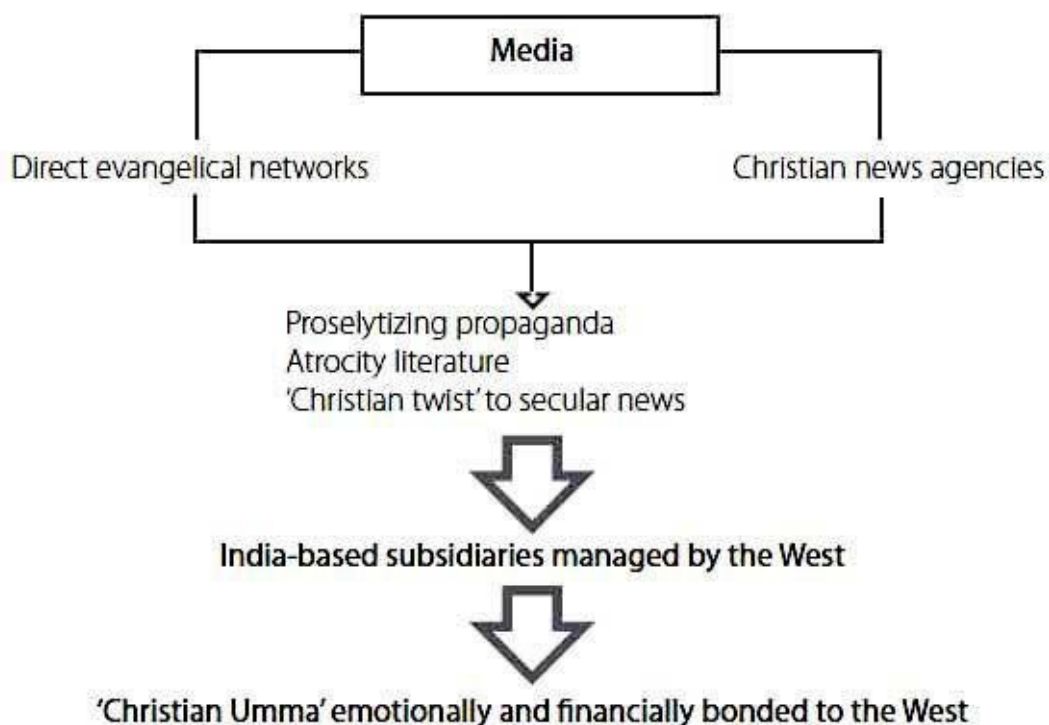 Media
Direct evangelical networks
Christian news agencies
Proselytizing propaganda
Atrocity literature
‘Christian twist’ to secular news
India-based subsidiaries managed by the West
‘Christian Umma’ emotionally and financially bonded to the West